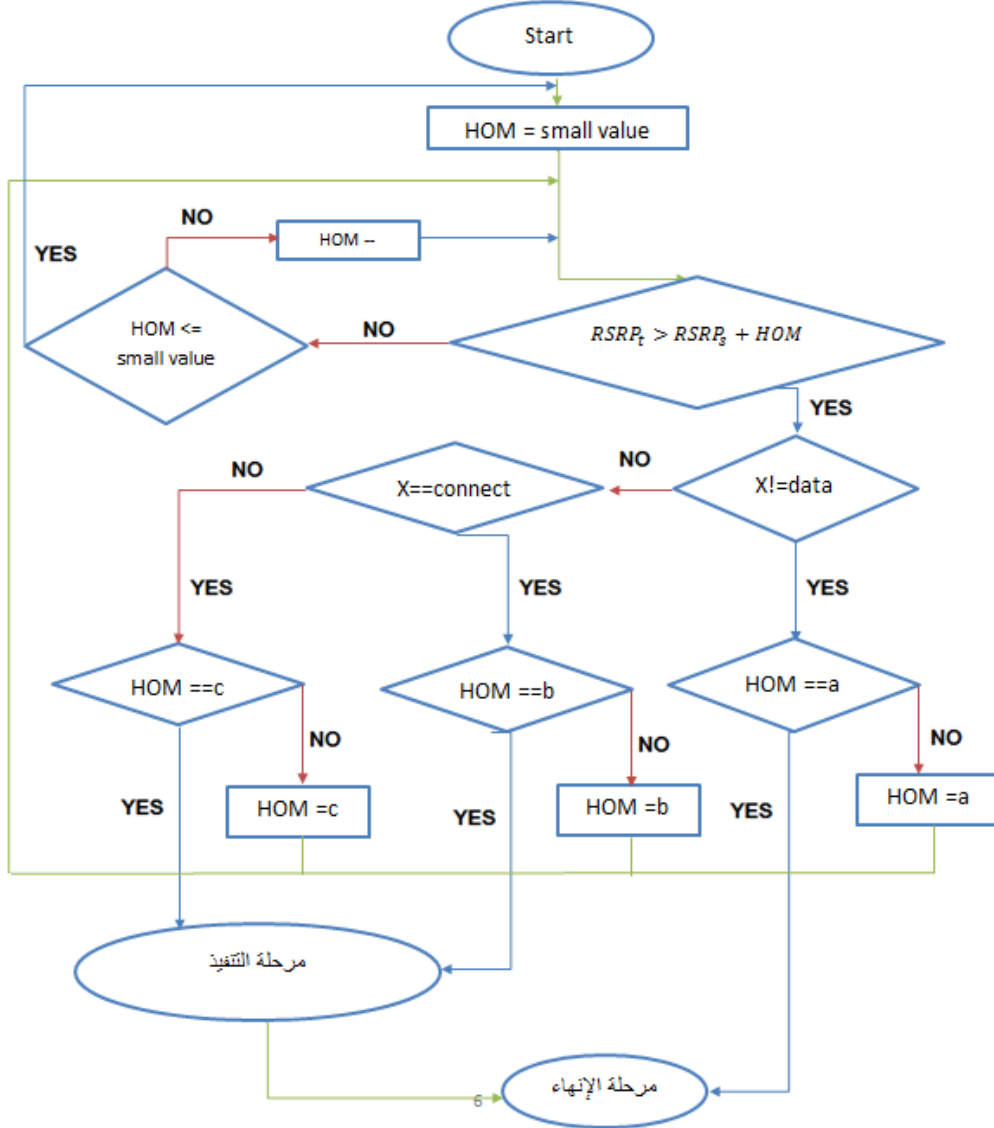 Start
HOM = small value
NO
HOM --
YES
HOM <=
small value
NO
RSRPₜ > RSRPₛ + HOM
YES
NO
X==connect
NO
X!=data
YES
YES
YES
HOM ==c
HOM ==b
HOM ==a
NO
NO
NO
YES
HOM =c
YES
HOM =b
YES
HOM =a
مرحلة التنفيذ
مرحلة الإنهاء
6